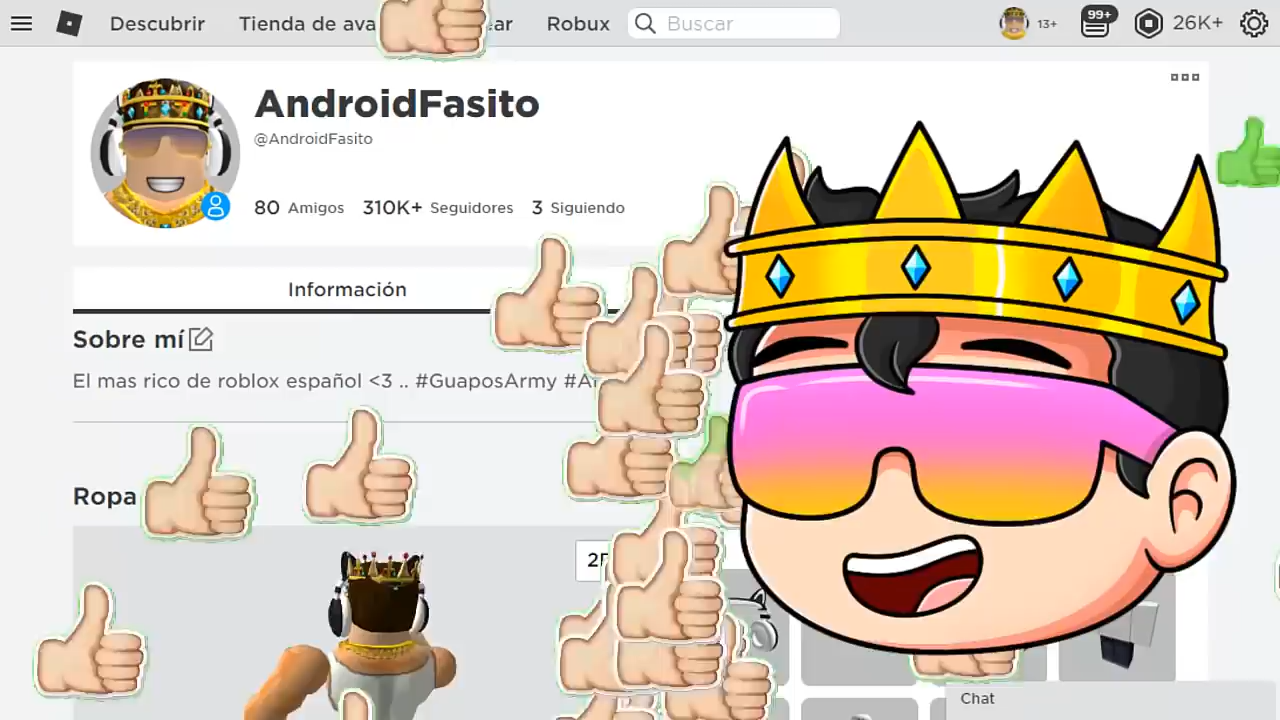 Descubrir Tienda de ava ar Robux Buscar 13+ 99+ 26K+
AndroidFasito
@AndroidFasito
80 Amigos 310K+ Seguidores 3 Siguiendo
Información
Sobre mí
El mas rico de roblox español <3 .. #GuaposArmy
Ropa
Chat